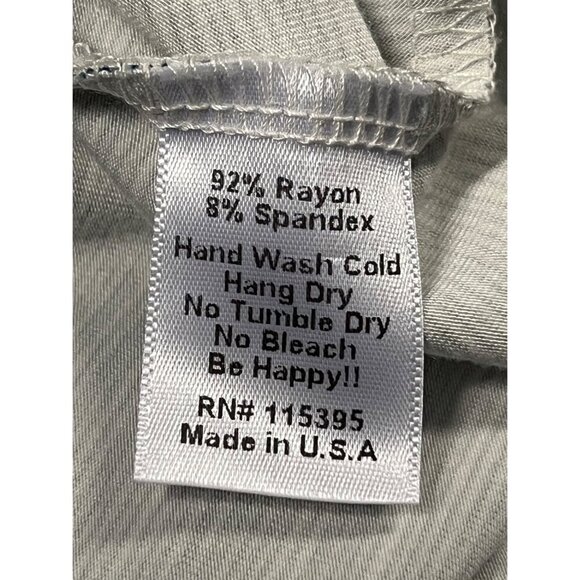 92% Rayon
8% Spandex
Hand Wash Cold
Hang Dry
No Tumble Dry
No Bleach
Be Happy!!
RN# 115395
Made in U.S.A